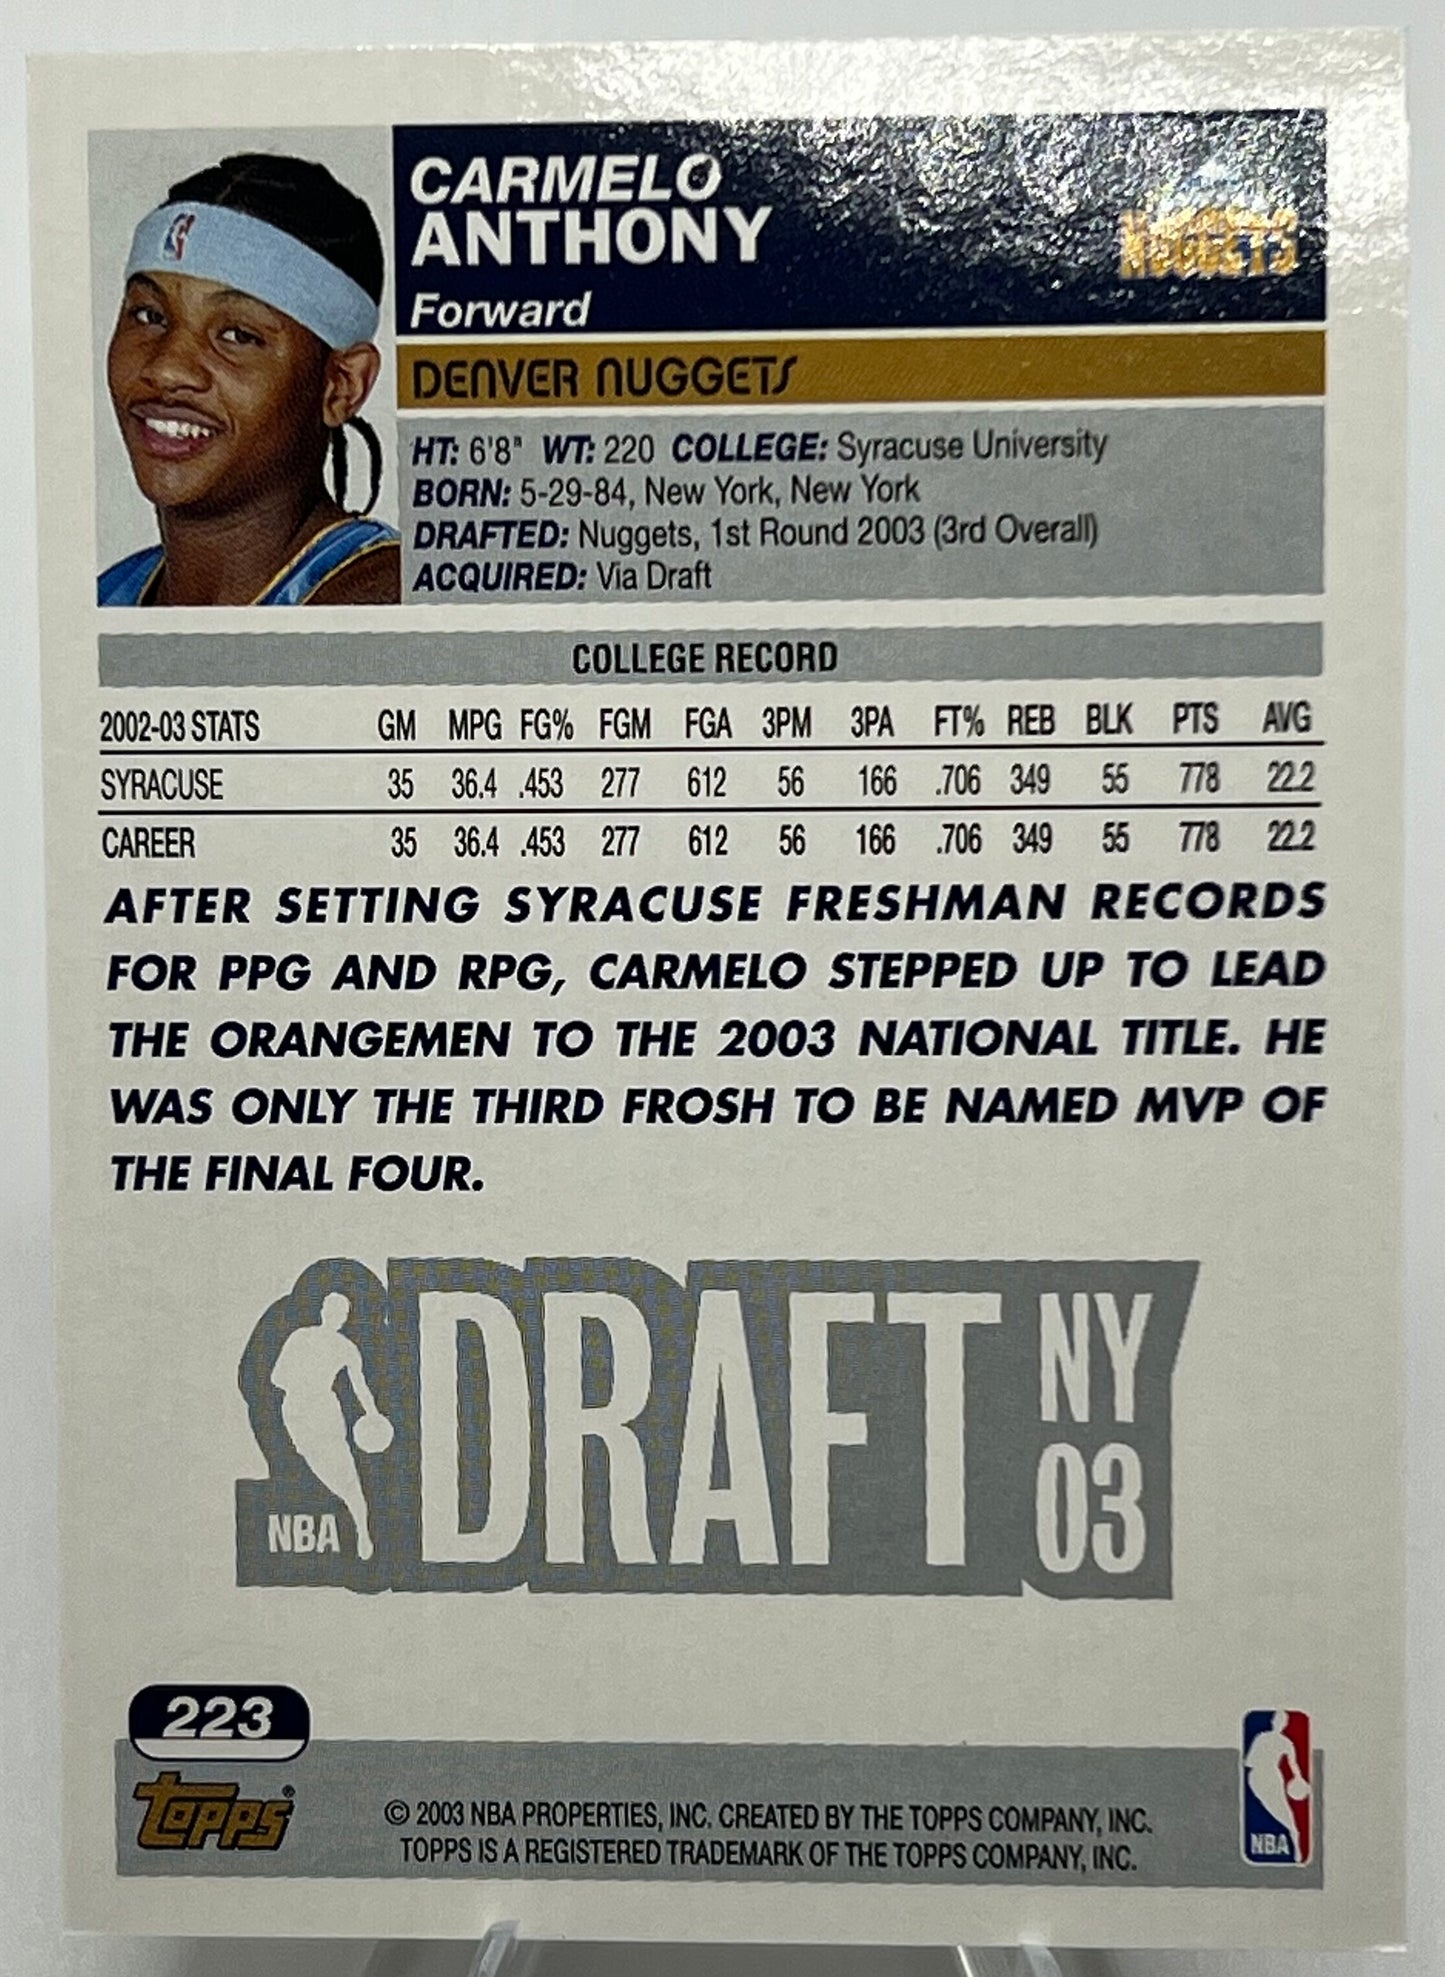 CARMELO
ANTHONY
Forward
NUGGETS
DENVER NUGGETS
HT: 6'8" WT: 220 COLLEGE: Syracuse University
BORN: 5-29-84, New York, New York
DRAFTED: Nuggets, 1st Round 2003 (3rd Overall)
ACQUIRED: Via Draft
COLLEGE RECORD
2002-03 STATS GM MPG FG% FGM FGA 3PM 3PA FT% REB BLK PTS AVG
SYRACUSE 35 36.4 .453 277 612 56 166 .706 349 55 778 22.2
CAREER 35 36.4 .453 277 612 56 166 .706 349 55 778 22.2
AFTER SETTING SYRACUSE FRESHMAN RECORDS
FOR PPG AND RPG, CARMELO STEPPED UP TO LEAD
THE ORANGEMEN TO THE 2003 NATIONAL TITLE. HE
WAS ONLY THE THIRD FROSH TO BE NAMED MVP OF
THE FINAL FOUR.
NBA DRAFT NY
03
223
topps®
© 2003 NBA PROPERTIES, INC. CREATED BY THE TOPPS COMPANY, INC.
TOPPS IS A REGISTERED TRADEMARK OF THE TOPPS COMPANY, INC.
NBA